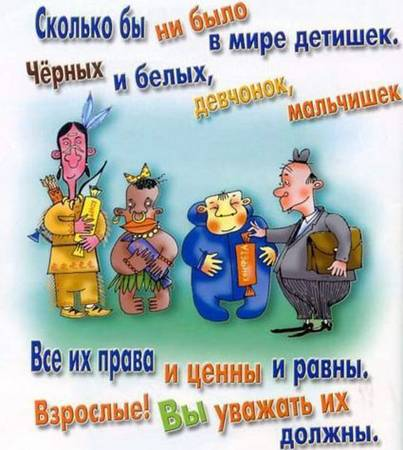 Сколько бы ни было
в мире детишек.
Чёрных и белых,
девчонок,
мальчишек
КОНФЕТА
Все их права и ценны и равны.
Взрослые! Вы уважать их
должны.